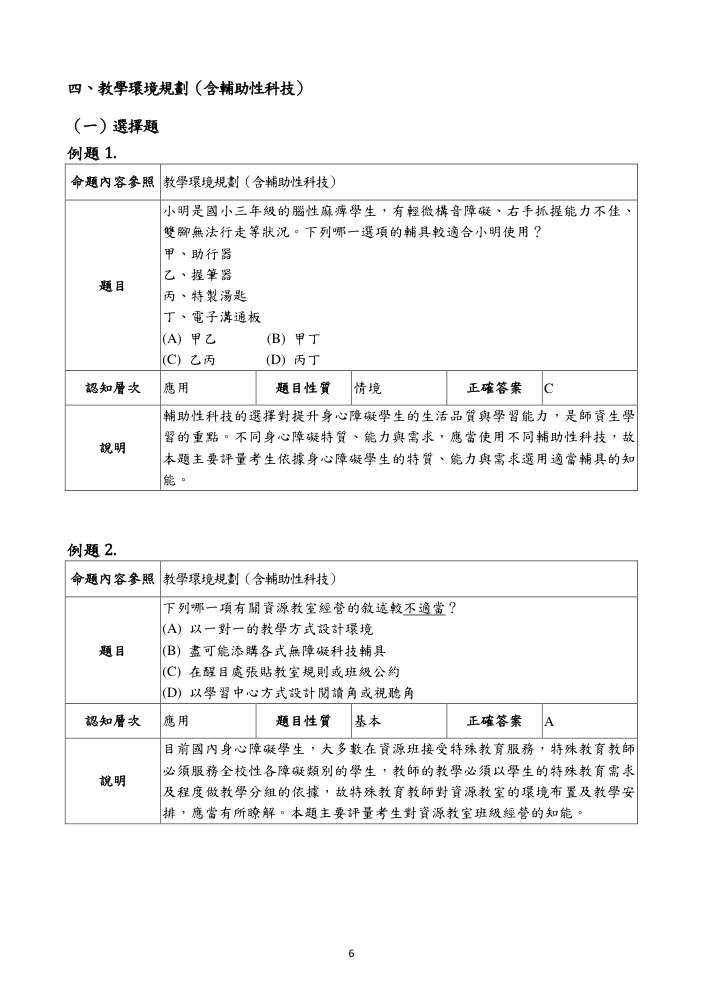 四、教學環境規劃（含輔助性科技）
（一）選擇題
例題 1.
命題內容參照 教學環境規劃（含輔助性科技）
題目
小明是國小三年級的腦性麻痺學生，有輕微構音障礙、右手抓握能力不佳、
雙腳無法行走等狀況。下列哪一選項的輔具較適合小明使用？
甲、助行器
乙、握筆器
丙、特製湯匙
丁、電子溝通板
(A) 甲乙 (B) 甲丁
(C) 乙丙 (D) 丙丁
認知層次 應用 題目性質 情境 正確答案 C
說明
輔助性科技的選擇對提升身心障礙學生的生活品質與學習能力，是師資生學
習的重點。不同身心障礙特質、能力與需求，應當使用不同輔助性科技，故
本題主要評量考生依據身心障礙學生的特質、能力與需求選用適當輔具的知
能。
例題 2.
命題內容參照 教學環境規劃（含輔助性科技）
題目
下列哪一項有關資源教室經營的敘述較不適當？
(A) 以一對一的教學方式設計環境
(B) 盡可能添購各式無障礙科技輔具
(C) 在醒目處張貼教室規則或班級公約
(D) 以學習中心方式設計閱讀角或視聽角
認知層次 應用 題目性質 基本 正確答案 A
說明
目前國內身心障礙學生，大多數在資源班接受特殊教育服務，特殊教育教師
必須服務全校性各障礙類別的學生，教師的教學必須以學生的特殊教育需求
及程度做教學分組的依據，故特殊教育教師對資源教室的環境布置及教學安
排，應當有所瞭解。本題主要評量考生對資源教室班級經營的知能。
6